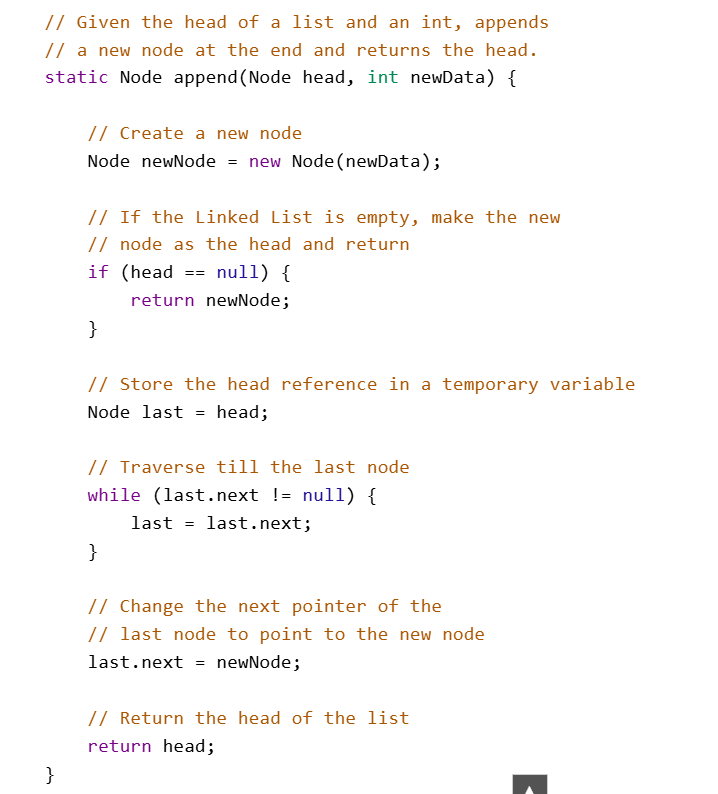 // Given the head of a list and an int, appends
// a new node at the end and returns the head.
static Node append(Node head, int newData) {
// Create a new node
Node newNode = new Node(newData);
// If the Linked List is empty, make the new
// node as the head and return
if (head == null) {
return newNode;
}
// Store the head reference in a temporary variable
Node last = head;
// Traverse till the last node
while (last.next != null) {
last = last.next;
}
// Change the next pointer of the
// last node to point to the new node
last.next = newNode;
// Return the head of the list
return head;
}